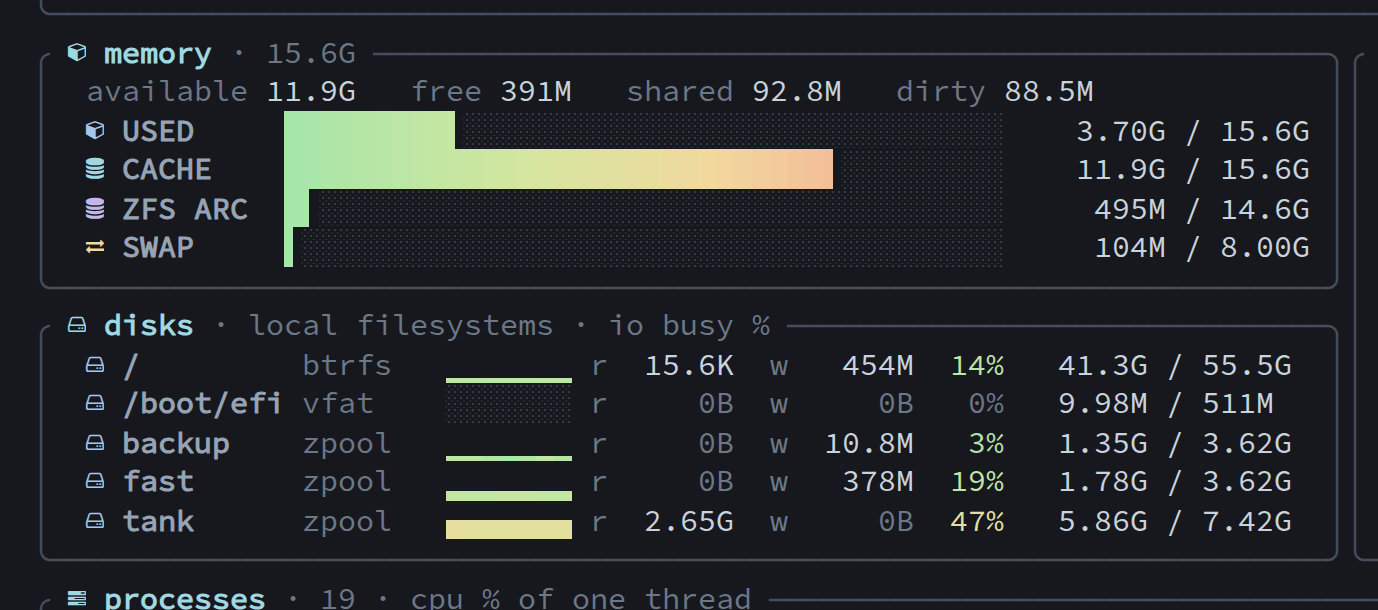 memory · 15.6G
available 11.9G free 391M shared 92.8M dirty 88.5M
USED 3.70G / 15.6G
CACHE 11.9G / 15.6G
ZFS ARC 495M / 14.6G
SWAP 104M / 8.00G
disks · local filesystems · io busy %
/ btrfs r 15.6K w 454M 14% 41.3G / 55.5G
/boot/efi vfat r 0B w 0B 0% 9.98M / 511M
backup zpool r 0B w 10.8M 3% 1.35G / 3.62G
fast zpool r 0B w 378M 19% 1.78G / 3.62G
tank zpool r 2.65G w 0B 47% 5.86G / 7.42G
processes · 19 · cpu % of one thread